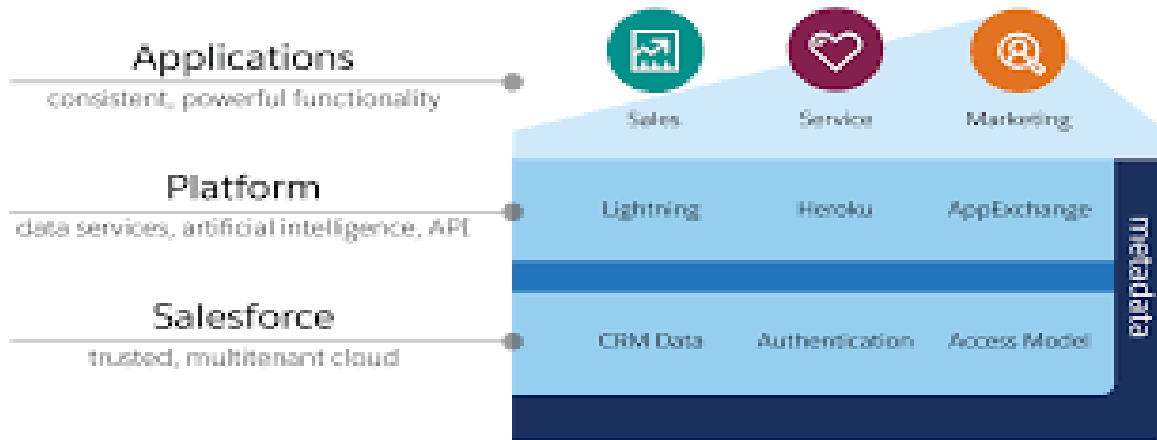 Applications
consistent, powerful functionality
Sales
Service
Marketing
Platform
data services, artificial intelligence, API
Lightning
Heroku
AppExchange
metadata
Salesforce
trusted, multitenant cloud
CRM Data
Authentication
Access Model